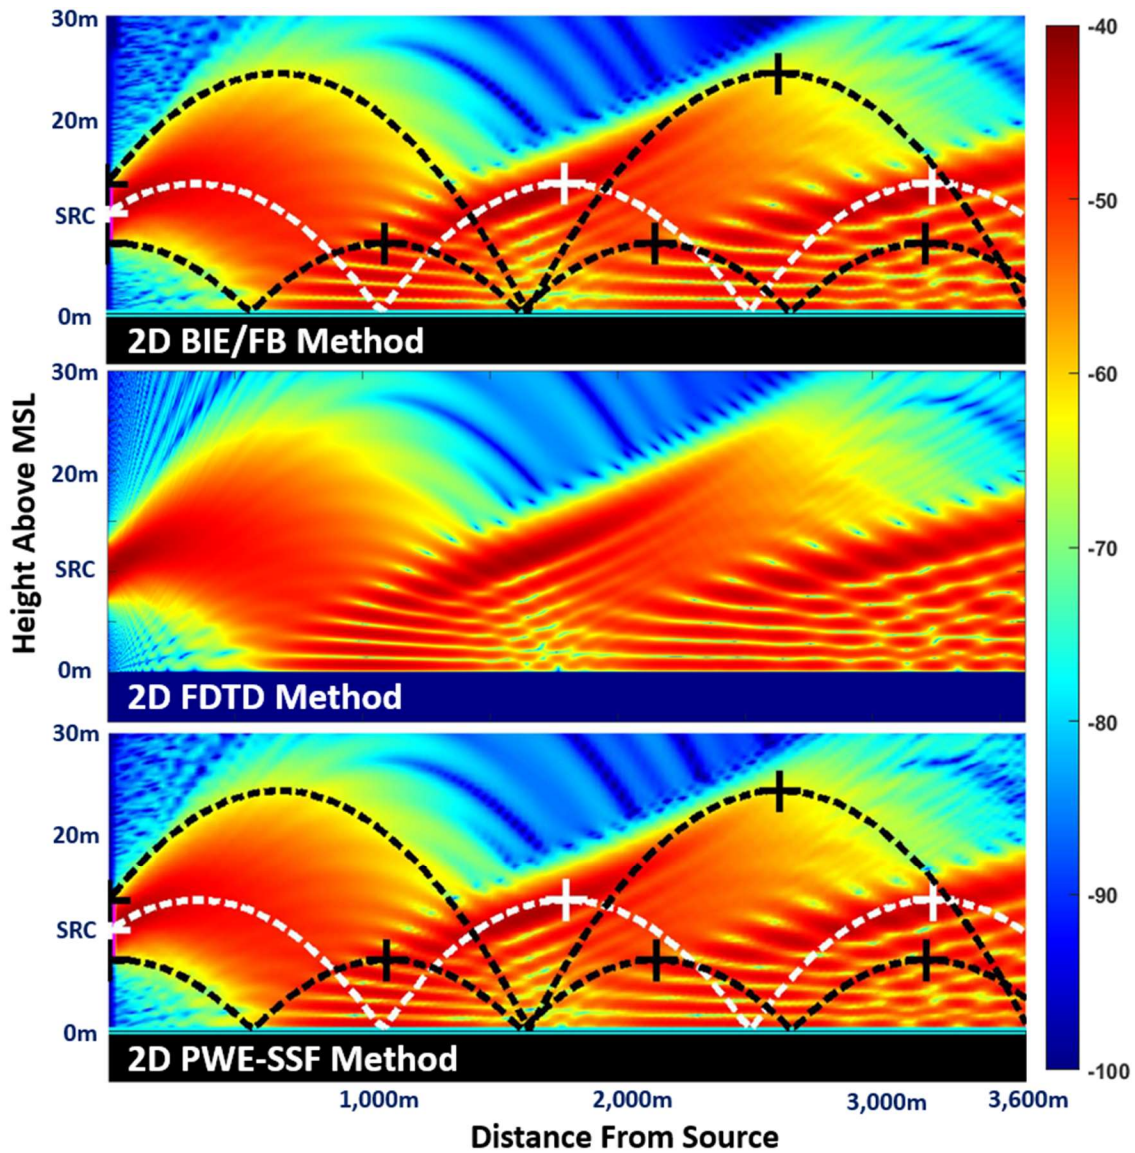 30m
20m
SRC
0m
2D BIE/FB Method
30m
20m
SRC
0m
2D FDTD Method
30m
20m
SRC
0m
2D PWE-SSF Method
1,000m
2,000m
3,000m
3,600m
Distance From Source
Height Above MSL
-40
-50
-60
-70
-80
-90
-100